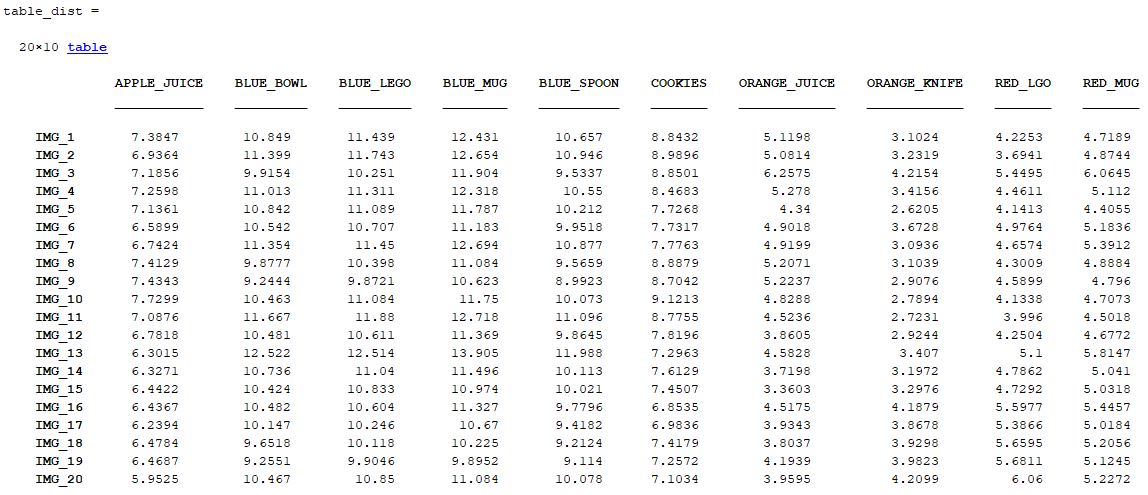 table_dist =
20×10 table
APPLE_JUICE BLUE_BOWL BLUE_LEGO BLUE_MUG BLUE_SPOON COOKIES ORANGE_JUICE ORANGE_KNIFE RED_LGO RED_MUG
IMG_1 7.3847 10.849 11.439 12.431 10.657 8.8432 5.1198 3.1024 4.2253 4.7189
IMG_2 6.9364 11.399 11.743 12.654 10.946 8.9896 5.0814 3.2319 3.6941 4.8744
IMG_3 7.1856 9.9154 10.251 11.904 9.5337 8.8501 6.2575 4.2154 5.4495 6.0645
IMG_4 7.2598 11.013 11.311 12.318 10.55 8.4683 5.278 3.4156 4.4611 5.112
IMG_5 7.1361 10.842 11.089 11.787 10.212 7.7268 4.34 2.6205 4.1413 4.4055
IMG_6 6.5899 10.542 10.707 11.183 9.9518 7.7317 4.9018 3.6728 4.9764 5.1836
IMG_7 6.7424 11.354 11.45 12.694 10.877 7.7763 4.9199 3.0936 4.6574 5.3912
IMG_8 7.4129 9.8777 10.398 11.084 9.5659 8.8879 5.2071 3.1039 4.3009 4.8884
IMG_9 7.4343 9.2444 9.8721 10.623 8.9923 8.7042 5.2237 2.9076 4.5899 4.796
IMG_10 7.7299 10.463 11.084 11.75 10.073 9.1213 4.8288 2.7894 4.1338 4.7073
IMG_11 7.0876 11.667 11.88 12.718 11.096 8.7755 4.5236 2.7231 3.996 4.5018
IMG_12 6.7818 10.481 10.611 11.369 9.8645 7.8196 3.8605 2.9244 4.2504 4.6772
IMG_13 6.3015 12.522 12.514 13.905 11.988 7.2963 4.5828 3.407 5.1 5.8147
IMG_14 6.3271 10.736 11.04 11.496 10.113 7.6129 3.7198 3.1972 4.7862 5.041
IMG_15 6.4422 10.424 10.833 10.974 10.021 7.4507 3.3603 3.2976 4.7292 5.0318
IMG_16 6.4367 10.482 10.604 11.327 9.7796 6.8535 4.5175 4.1879 5.5977 5.4457
IMG_17 6.2394 10.147 10.246 10.67 9.4182 6.9836 3.9343 3.8678 5.3866 5.0184
IMG_18 6.4784 9.6518 10.118 10.225 9.2124 7.4179 3.8037 3.9298 5.6595 5.2056
IMG_19 6.4687 9.2551 9.9046 9.8952 9.114 7.2572 4.1939 3.9823 5.6811 5.1245
IMG_20 5.9525 10.467 10.85 11.084 10.078 7.1034 3.9595 4.2099 6.06 5.2272